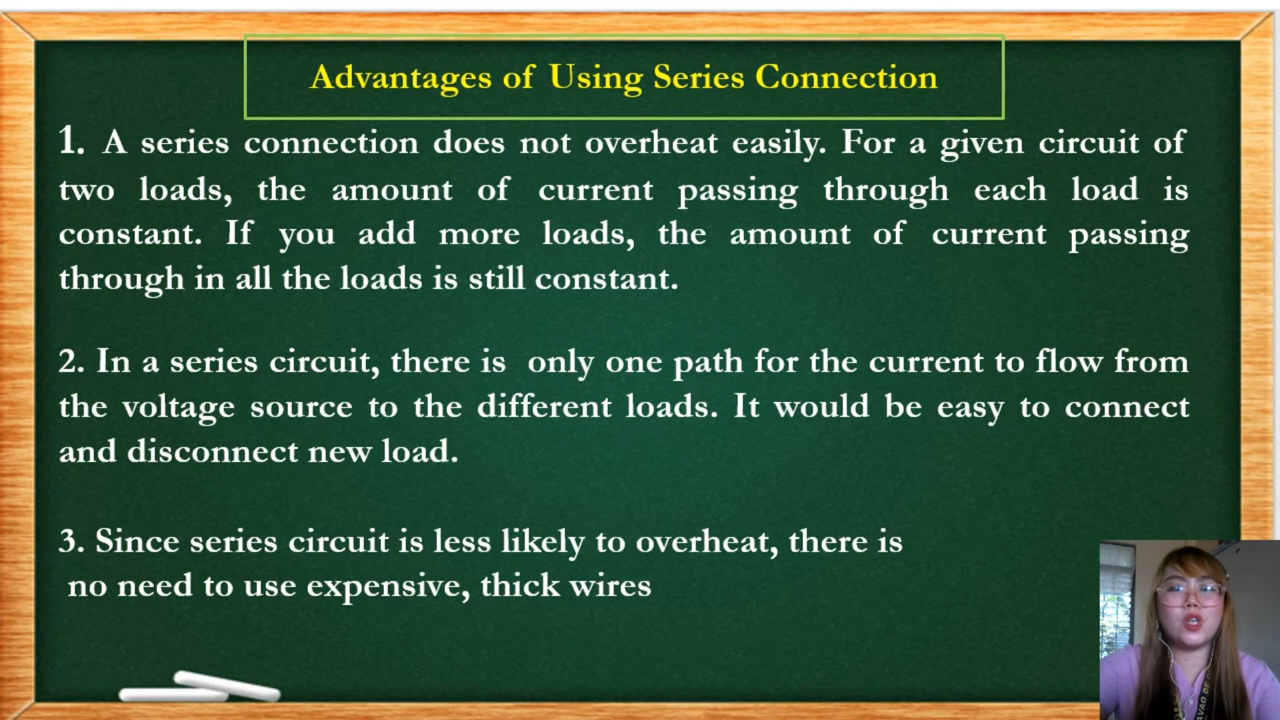 Advantages of Using Series Connection
1. A series connection does not overheat easily. For a given circuit of
two loads, the amount of current passing through each load is
constant. If you add more loads, the amount of current passing
through in all the loads is still constant.
2. In a series circuit, there is only one path for the current to flow from
the voltage source to the different loads. It would be easy to connect
and disconnect new load.
3. Since series circuit is less likely to overheat, there is
no need to use expensive, thick wires